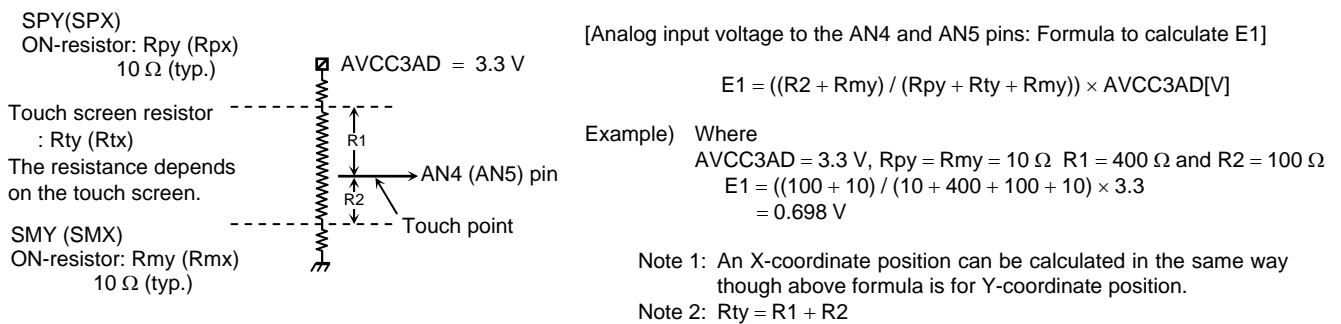 SPY(SPX)
ON-resistor: Rpy (Rpx)
10 Ω (typ.)
AVCC3AD = 3.3 V
Touch screen resistor
: Rty (Rtx)
The resistance depends
on the touch screen.
R1
AN4 (AN5) pin
R2
Touch point
SMY (SMX)
ON-resistor: Rmy (Rmx)
10 Ω (typ.)
[Analog input voltage to the AN4 and AN5 pins: Formula to calculate E1]
E1 = ((R2 + Rmy) / (Rpy + Rty + Rmy)) × AVCC3AD[V]
Example) Where
AVCC3AD = 3.3 V, Rpy = Rmy = 10 Ω R1 = 400 Ω and R2 = 100 Ω
E1 = ((100 + 10) / (10 + 400 + 100 + 10) × 3.3
= 0.698 V
Note 1: An X-coordinate position can be calculated in the same way
though above formula is for Y-coordinate position.
Note 2: Rty = R1 + R2